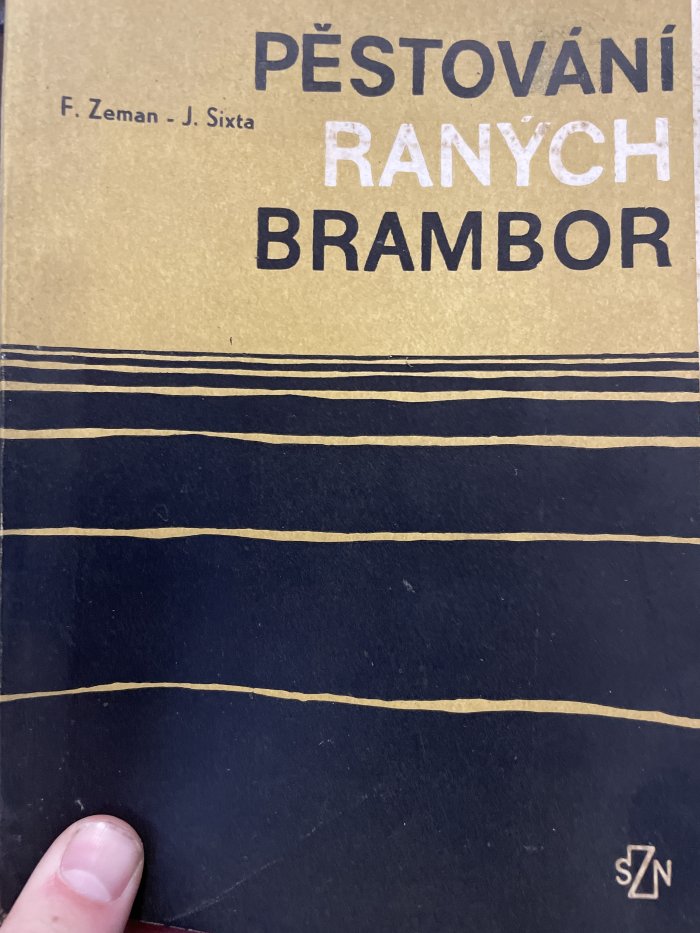 PĚSTOVÁNÍ
F. Zeman - J. Sixta
RANÝCH
BRAMBOR
SZN